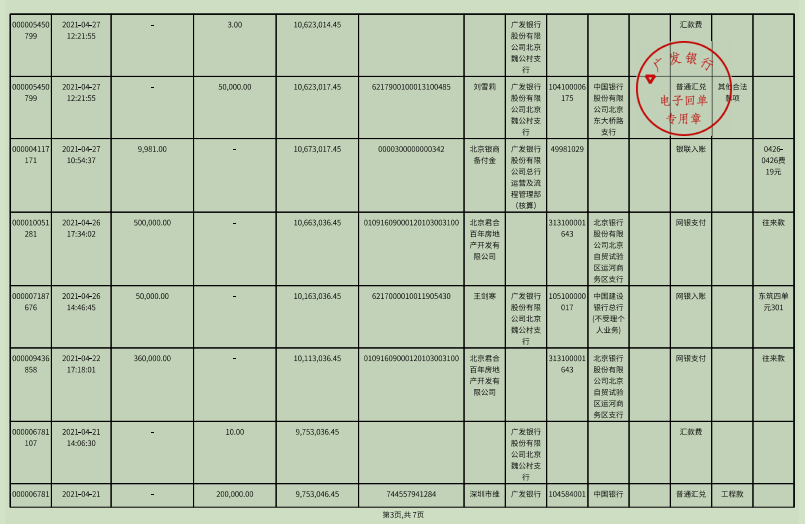 000005450799 2021-04-27 12:21:55 - 3.00 10,623,014.45 广发银行股份有限公司北京魏公村支行 汇款费
000005450799 2021-04-27 12:21:55 - 50,000.00 10,623,017.45 6217900100013100485 刘雪莉 广发银行股份有限公司北京魏公村支行 104100006175 中国银行股份有限公司北京东大桥路支行 普通汇兑 其他合法款项
广发银行
电子回单
专用章
000004117171 2021-04-27 10:54:37 9,981.00 - 10,673,017.45 0000300000000342 北京银商备付金 广发银行股份有限公司总行运营及流程管理部(核算) 49981029 银联入账 0426-0426费19元
000010051281 2021-04-26 17:34:02 500,000.00 - 10,663,036.45 01091609000120103003100 北京君合百年房地产开发有限公司 313100001643 北京银行股份有限公司北京自贸试验区运河商务区支行 网银支付 往来款
000007187676 2021-04-26 14:46:45 50,000.00 - 10,163,036.45 6217000010011905430 王剑寒 广发银行股份有限公司北京魏公村支行 105100000017 中国建设银行总行(不受理个人业务) 网银入账 东筑四单元301
000009436858 2021-04-22 17:18:01 360,000.00 - 10,113,036.45 01091609000120103003100 北京君合百年房地产开发有限公司 313100001643 北京银行股份有限公司北京自贸试验区运河商务区支行 网银支付 往来款
000006781107 2021-04-21 14:06:30 - 10.00 9,753,036.45 广发银行股份有限公司北京魏公村支行 汇款费
000006781 2021-04-21 - 200,000.00 9,753,046.45 744557941284 深圳市维 广发银行 104584001 中国银行 普通汇兑 工程款
第3页,共7页